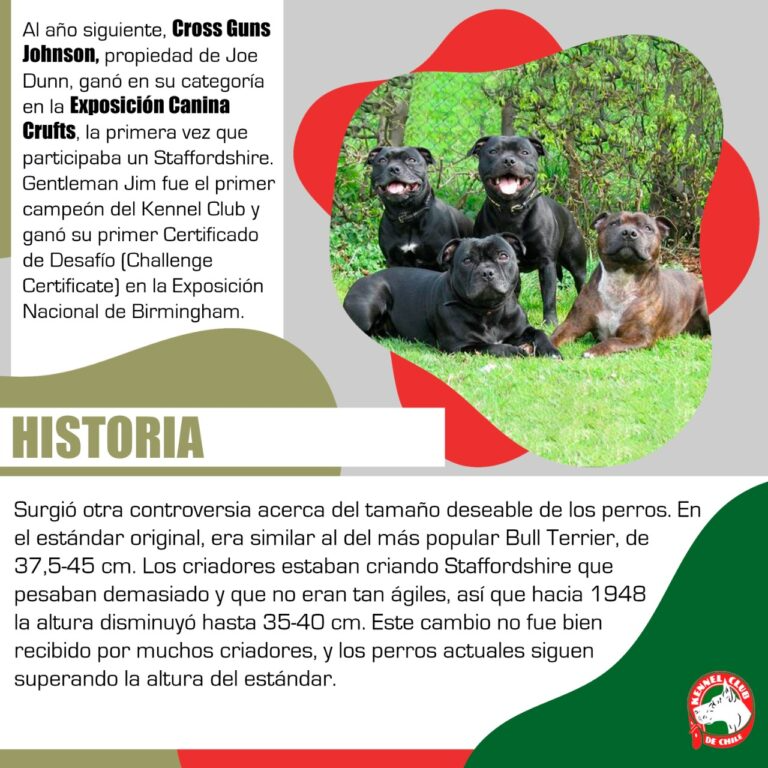 Al año siguiente, Cross Guns
Johnson, propiedad de Joe
Dunn, ganó en su categoría
en la Exposición Canina
Crufts, la primera vez que
participaba un Staffordshire.
Gentleman Jim fue el primer
campeón del Kennel Club y
ganó su primer Certificado
de Desafío (Challenge
Certificate) en la Exposición
Nacional de Birmingham.
HISTORIA
Surgió otra controversia acerca del tamaño deseable de los perros. En
el estándar original, era similar al del más popular Bull Terrier, de
37,5-45 cm. Los criadores estaban criando Staffordshire que
pesaban demasiado y que no eran tan ágiles, así que hacia 1948
la altura disminuyó hasta 35-40 cm. Este cambio no fue bien
recibido por muchos criadores, y los perros actuales siguen
superando la altura del estándar.
KENNEL CLUB
DE CHILE